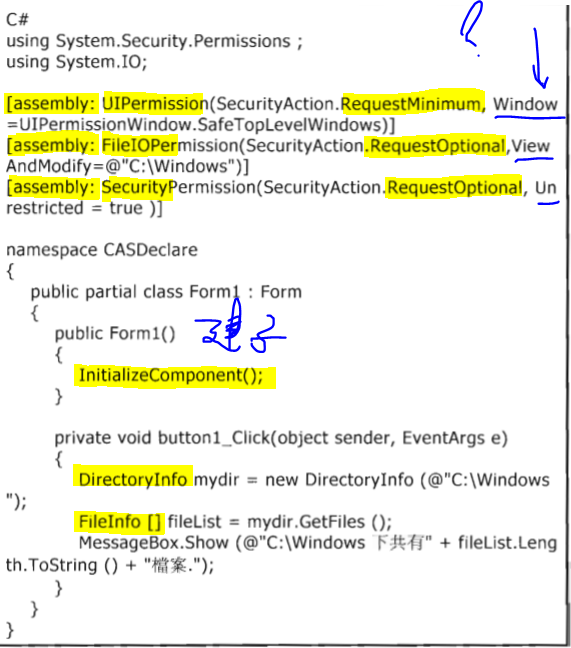 C#
using System.Security.Permissions ;
using System.IO;
?
[assembly: UIPermission(SecurityAction.RequestMinimum, Window
=UIPermissionWindow.SafeTopLevelWindows)]
[assembly: FileIOPermission(SecurityAction.RequestOptional,View
AndModify=@"C:\Windows")]
[assembly: SecurityPermission(SecurityAction.RequestOptional, Un
restricted = true )]
namespace CASDeclare
{
public partial class Form1 : Form
{
public Form1()
{
InitializeComponent();
}
private void button1_Click(object sender, EventArgs e)
{
DirectoryInfo mydir = new DirectoryInfo (@"C:\Windows
");
FileInfo [] fileList = mydir.GetFiles ();
MessageBox.Show (@"C:\Windows 下共有" + fileList.Leng
th.ToString () + "檔案.");
}
}
}